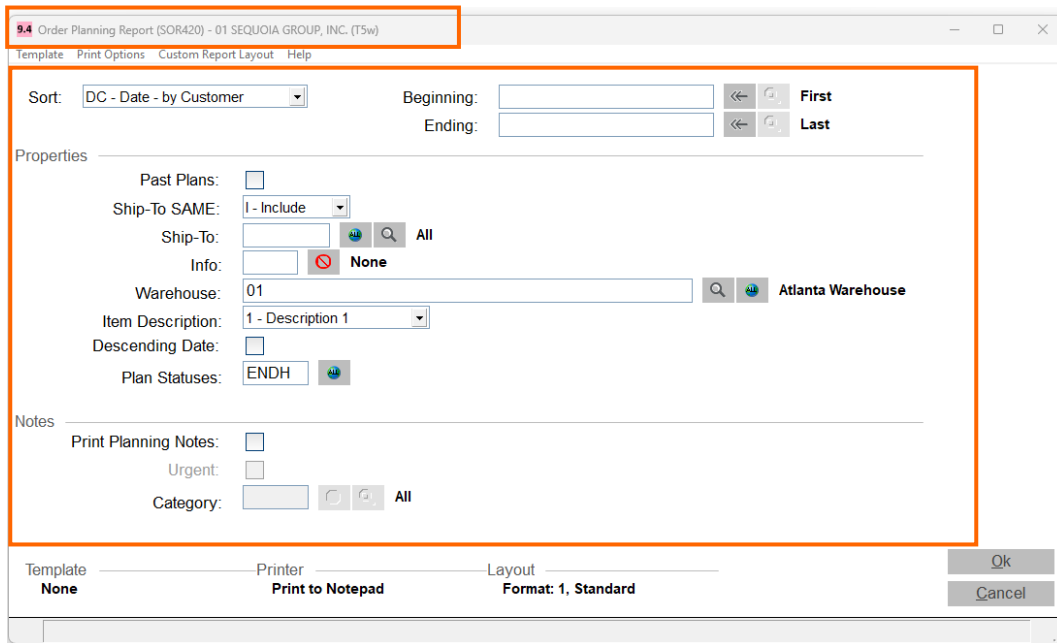 9.4 Order Planning Report (SOR420) - 01 SEQUOIA GROUP, INC. (T5w)
Template Print Options Custom Report Layout Help
Sort: DC - Date - by Customer Beginning: First
Ending: Last
Properties
Past Plans:
Ship-To SAME: I - Include
Ship-To: ALL All
Info: None
Warehouse: 01 ALL Atlanta Warehouse
Item Description: 1 - Description 1
Descending Date:
Plan Statuses: ENDH ALL
Notes
Print Planning Notes:
Urgent:
Category: All
Template Printer Layout Ok
None Print to Notepad Format: 1, Standard
Cancel